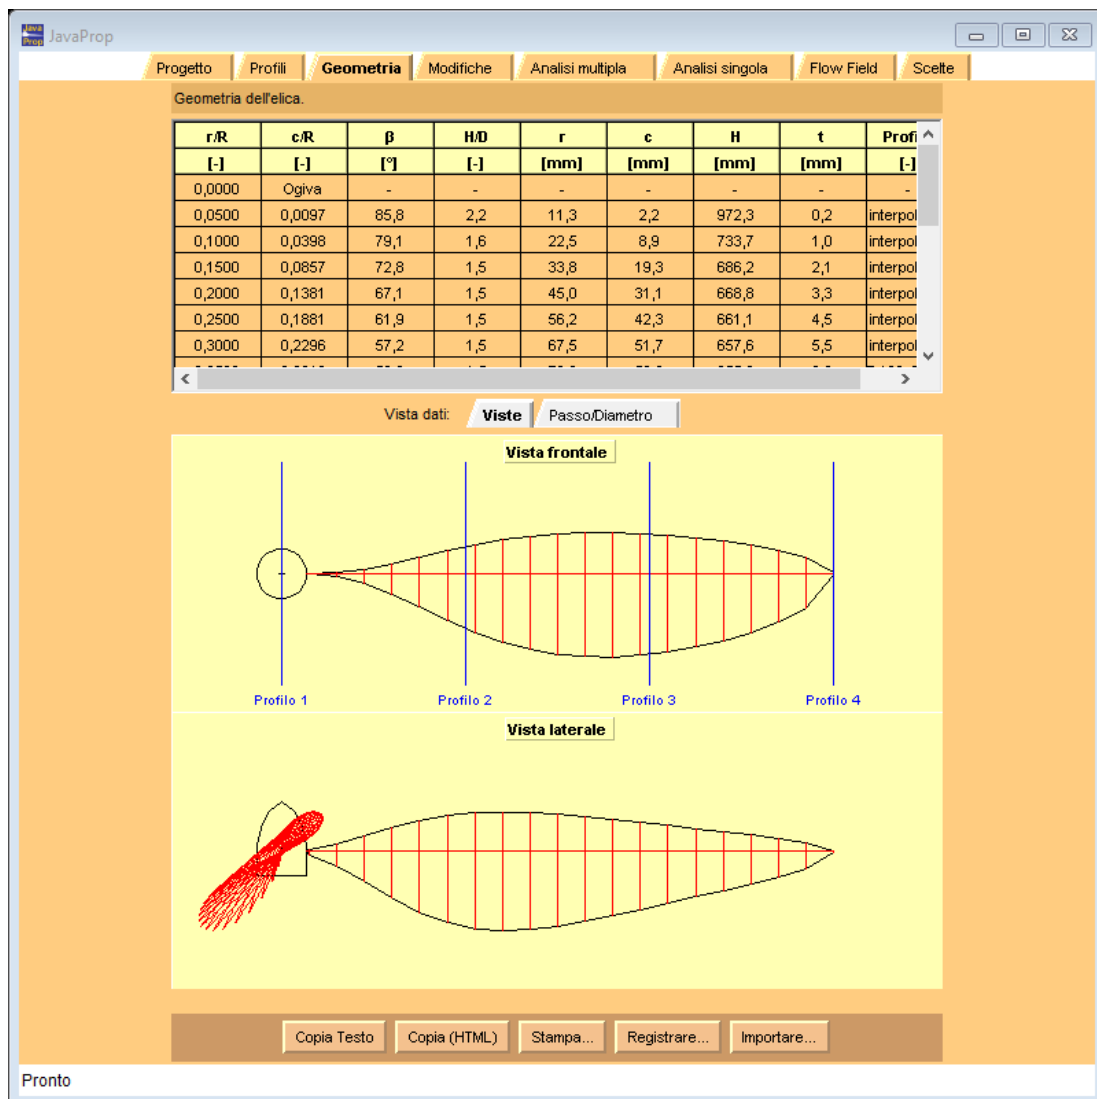 Java Prop JavaProp
Progetto Profili Geometria Modifiche Analisi multipla Analisi singola Flow Field Scelte
Geometria dell'elica.
r/R c/R β H/D r c H t Profi
[-] [-] [°] [-] [mm] [mm] [mm] [mm] [-]
0,0000 Ogiva - - - - - - -
0,0500 0,0097 85,8 2,2 11,3 2,2 972,3 0,2 interpol
0,1000 0,0398 79,1 1,6 22,5 8,9 733,7 1,0 interpol
0,1500 0,0857 72,8 1,5 33,8 19,3 686,2 2,1 interpol
0,2000 0,1381 67,1 1,5 45,0 31,1 668,8 3,3 interpol
0,2500 0,1881 61,9 1,5 56,2 42,3 661,1 4,5 interpol
0,3000 0,2296 57,2 1,5 67,5 51,7 657,6 5,5 interpol
Vista dati: Viste Passo/Diametro
Vista frontale
Profilo 1 Profilo 2 Profilo 3 Profilo 4
Vista laterale
Copia Testo Copia (HTML) Stampa... Registrare... Importare...
Pronto